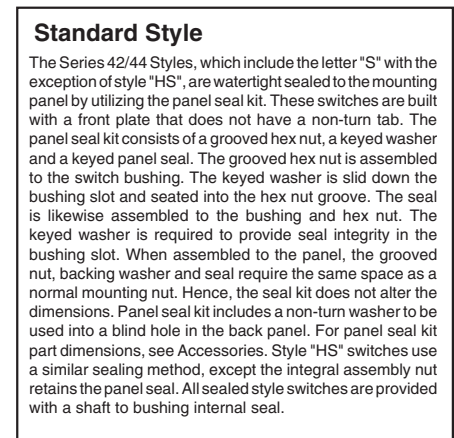 Standard Style
The Series 42/44 Styles, which include the letter "S" with the
exception of style "HS", are watertight sealed to the mounting
panel by utilizing the panel seal kit. These switches are built
with a front plate that does not have a non-turn tab. The
panel seal kit consists of a grooved hex nut, a keyed washer
and a keyed panel seal. The grooved hex nut is assembled
to the switch bushing. The keyed washer is slid down the
bushing slot and seated into the hex nut groove. The seal
is likewise assembled to the bushing and hex nut. The
keyed washer is required to provide seal integrity in the
bushing slot. When assembled to the panel, the grooved
nut, backing washer and seal require the same space as a
normal mounting nut. Hence, the seal kit does not alter the
dimensions. Panel seal kit includes a non-turn washer to be
used into a blind hole in the back panel. For panel seal kit
part dimensions, see Accessories. Style "HS" switches use
a similar sealing method, except the integral assembly nut
retains the panel seal. All sealed style switches are provided
with a shaft to bushing internal seal.